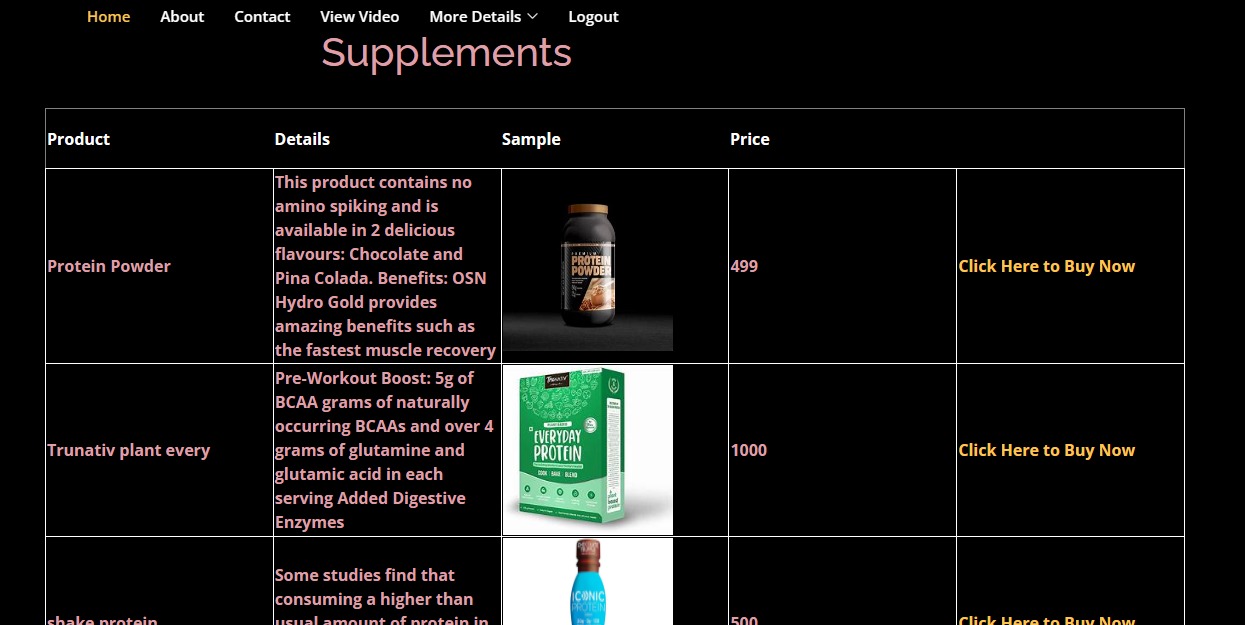 Home About Contact View Video More Details Logout
Supplements
Product Details Sample Price
Protein Powder
This product contains no
amino spiking and is
available in 2 delicious
flavours: Chocolate and
Pina Colada. Benefits: OSN
Hydro Gold provides
amazing benefits such as
the fastest muscle recovery
PREMIUM
PROTEIN
POWDER
499
Click Here to Buy Now
Trunativ plant every
Pre-Workout Boost: 5g of
BCAA grams of naturally
occurring BCAAs and over 4
grams of glutamine and
glutamic acid in each
serving Added Digestive
Enzymes
EVERYDAY
PROTEIN
COOK | BAKE | BLEND
1000
Click Here to Buy Now
shake protein
Some studies find that
consuming a higher than
usual amount of protein in
ICONIC
PROTEIN
500
Click Here to Buy Now